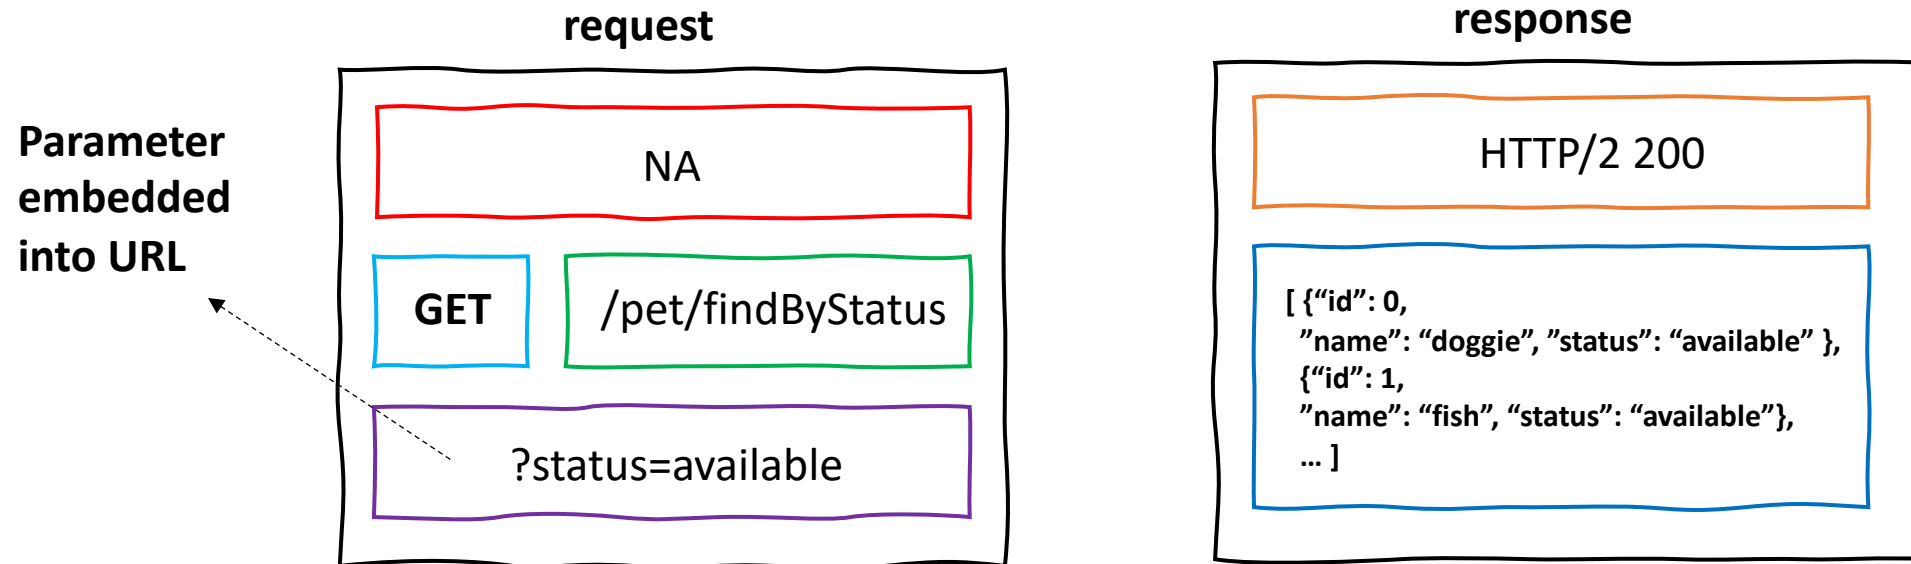 request
Parameter
embedded
into URL
NA
GET
/pet/findByStatus
?status=available
response
HTTP/2 200
[ {“id”: 0,
”name”: “doggie”, ”status”: “available” },
{“id”: 1,
”name”: “fish”, “status”: “available”},
… ]